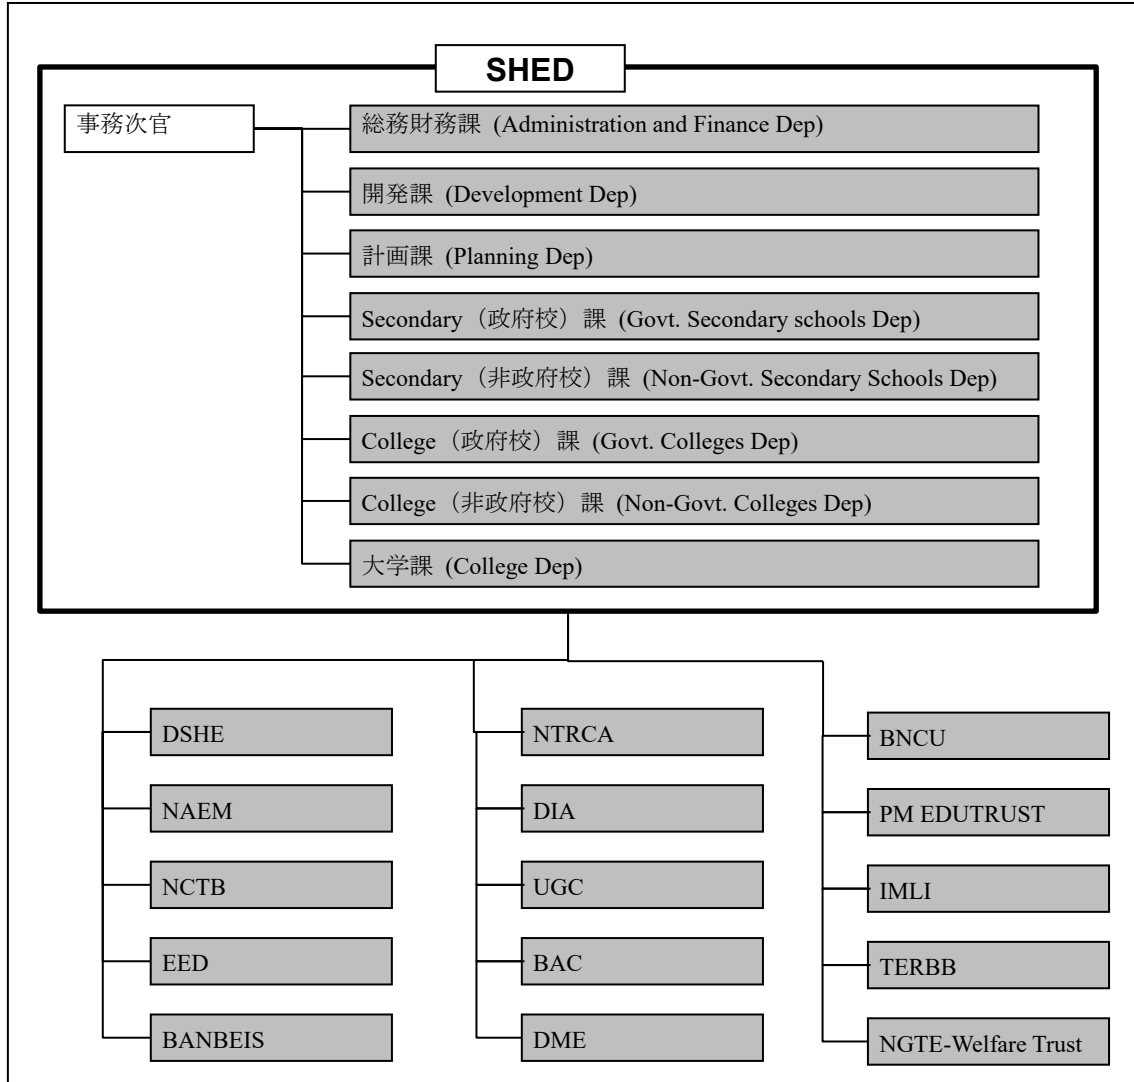 SHED
事務次官
総務財務課 (Administration and Finance Dep)
開発課 (Development Dep)
計画課 (Planning Dep)
Secondary（政府校）課 (Govt. Secondary schools Dep)
Secondary（非政府校）課 (Non-Govt. Secondary Schools Dep)
College（政府校）課 (Govt. Colleges Dep)
College（非政府校）課 (Non-Govt. Colleges Dep)
大学課 (College Dep)
DSHE
NAEM
NCTB
EED
BANBEIS
NTRCA
DIA
UGC
BAC
DME
BNCU
PM EDUTRUST
IMLI
TERBB
NGTE-Welfare Trust